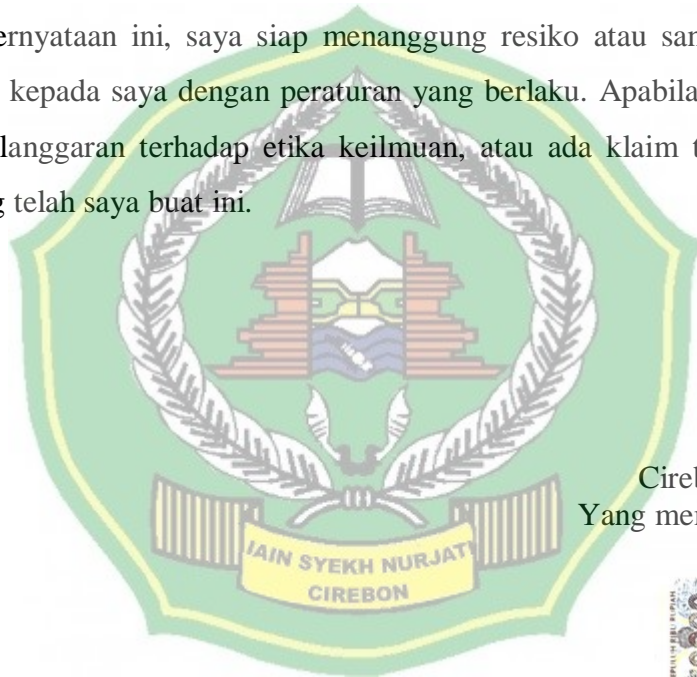 ernyataan ini, saya siap menanggung resiko atau san
kepada saya dengan peraturan yang berlaku. Apabila
langgaran terhadap etika keilmuan, atau ada klaim t
g telah saya buat ini.
Cireb
Yang mer
IAIN SYEKH NURJATI
CIREBON